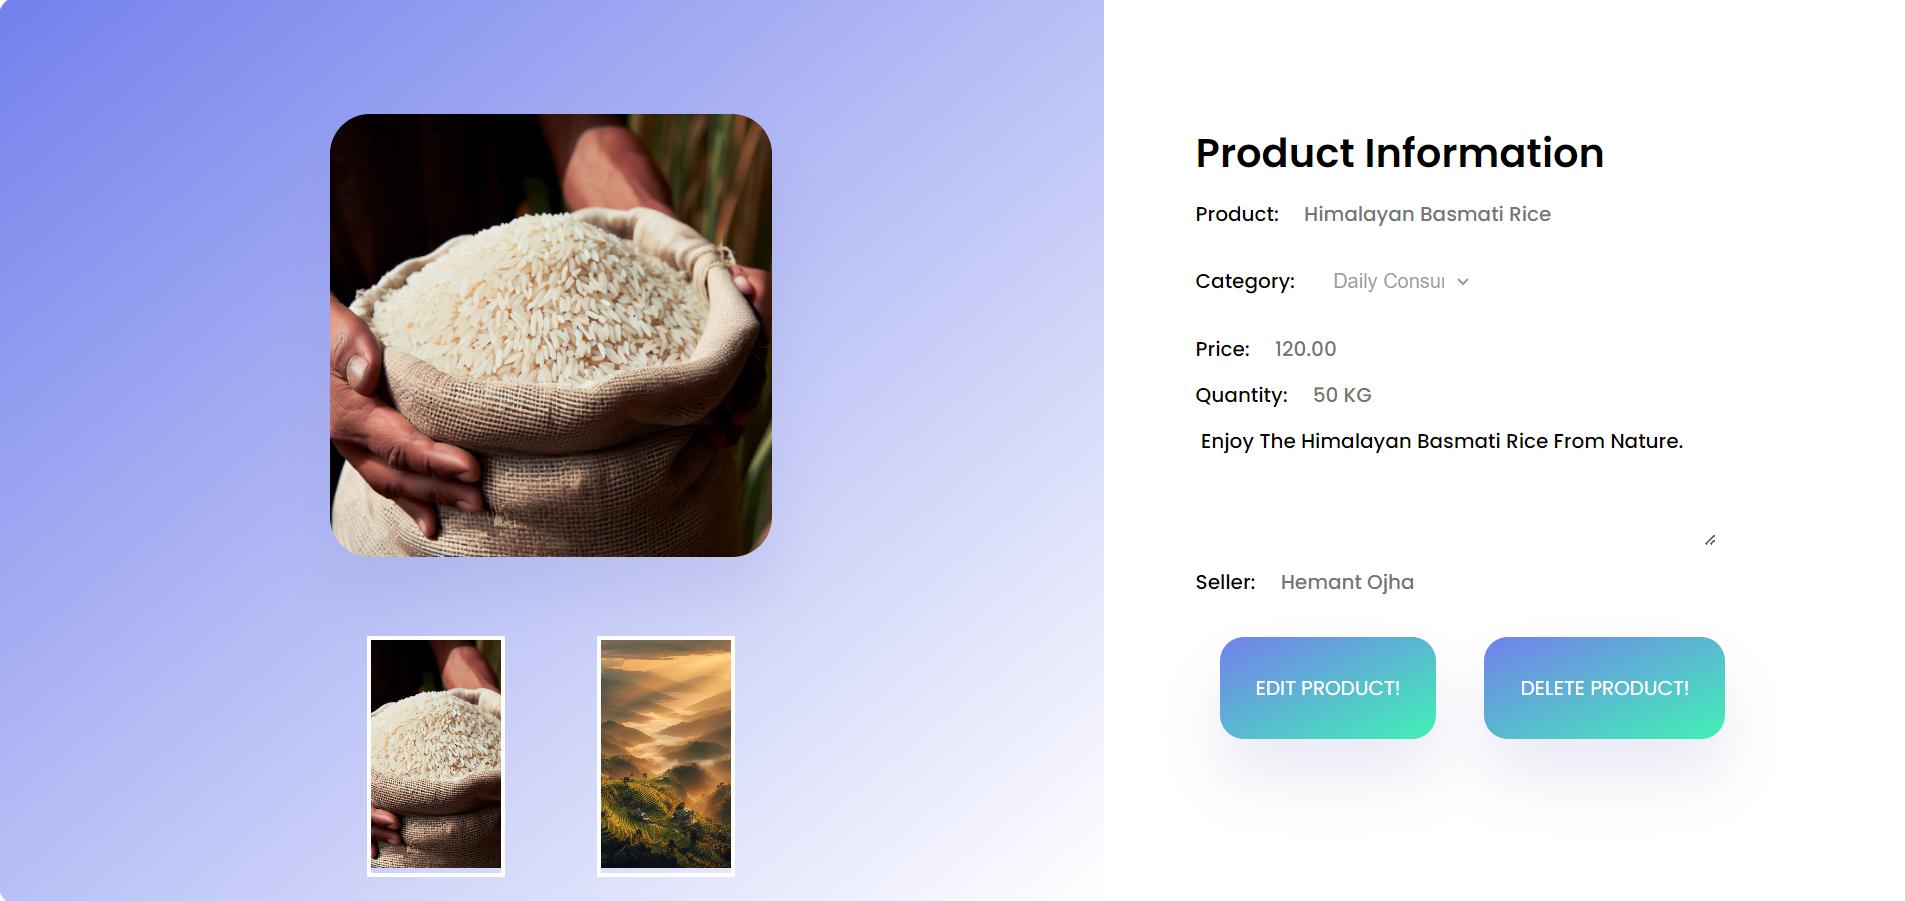 Product Information
Product: Himalayan Basmati Rice
Category: Daily Consu
Price: 120.00
Quantity: 50 KG
Enjoy The Himalayan Basmati Rice From Nature.
Seller: Hemant Ojha
EDIT PRODUCT! DELETE PRODUCT!